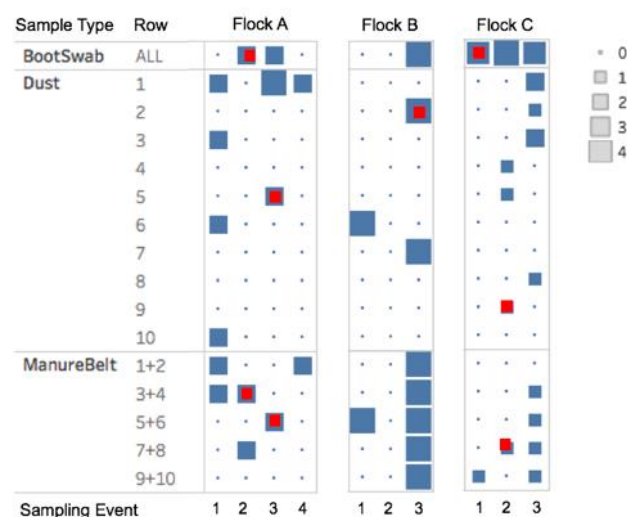 Sample Type Row Flock A Flock B Flock C
BootSwab ALL 0
Dust 1 1
2 2
3 3
4 4
5
6
7
8
9
10
ManureBelt 1+2
3+4
5+6
7+8
9+10
Sampling Event 1 2 3 4 1 2 3 1 2 3